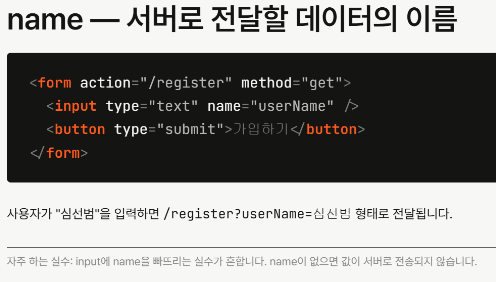 name — 서버로 전달할 데이터의 이름
<form action="/register" method="get">
<input type="text" name="userName" />
<button type="submit">가입하기</button>
</form>
사용자가 "심선범"을 입력하면 /register?userName=심선범 형태로 전달됩니다.
자주 하는 실수: input에 name을 빠뜨리는 실수가 흔합니다. name이 없으면 값이 서버로 전송되지 않습니다.